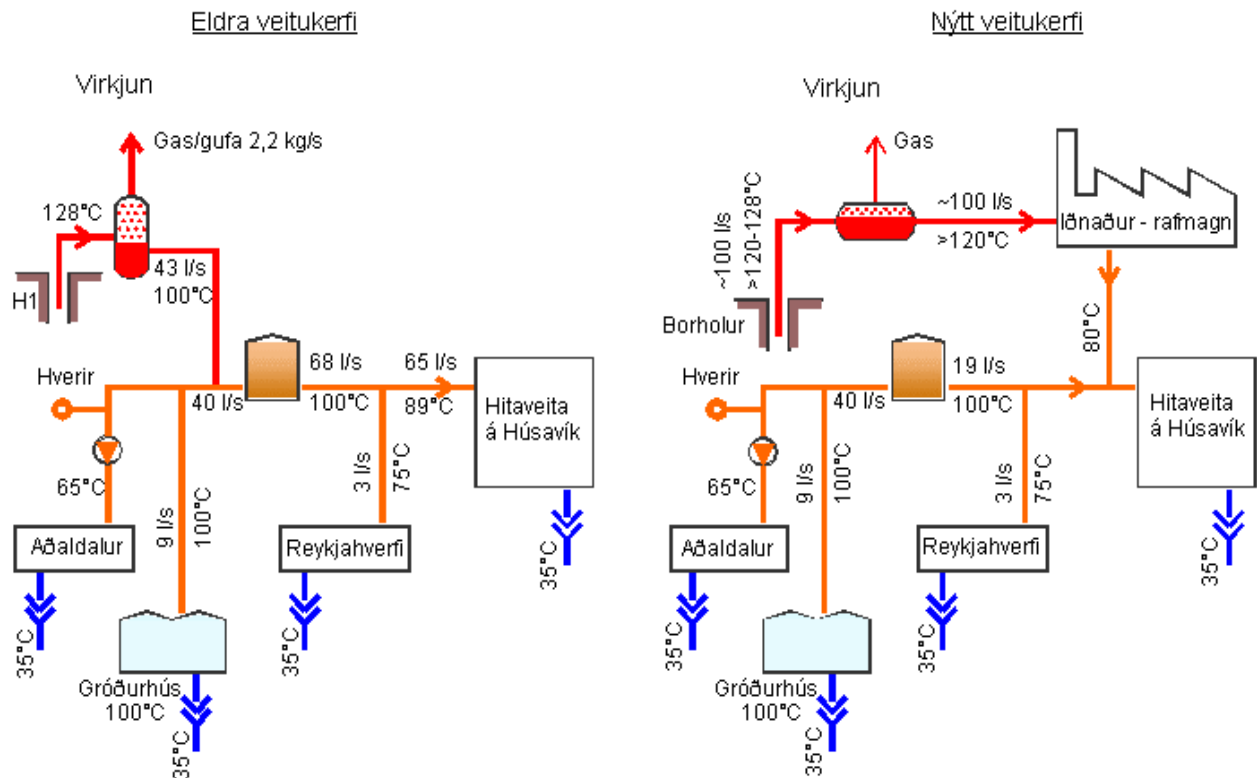 Eldra veitukerfi
Virkjun
Gas/gufa 2,2 kg/s
128°C
43 l/s
100°C
H1
Hverir
40 l/s
68 l/s
100°C
65 l/s
89°C
Hitaveita
á Húsavík
65°C
9 l/s
100°C
3 l/s
75°C
Aðaldalur
Reykjahverfi
35°C
35°C
35°C
Gróðurhús
100°C
35°C
Nýtt veitukerfi
Virkjun
Gas
~100 l/s
>120-128°C
~100 l/s
>120°C
Iðnaður - rafmagn
Borholur
80°C
Hverir
40 l/s
19 l/s
100°C
Hitaveita
á Húsavík
65°C
9 l/s
100°C
3 l/s
75°C
Aðaldalur
Reykjahverfi
35°C
35°C
35°C
Gróðurhús
100°C
35°C